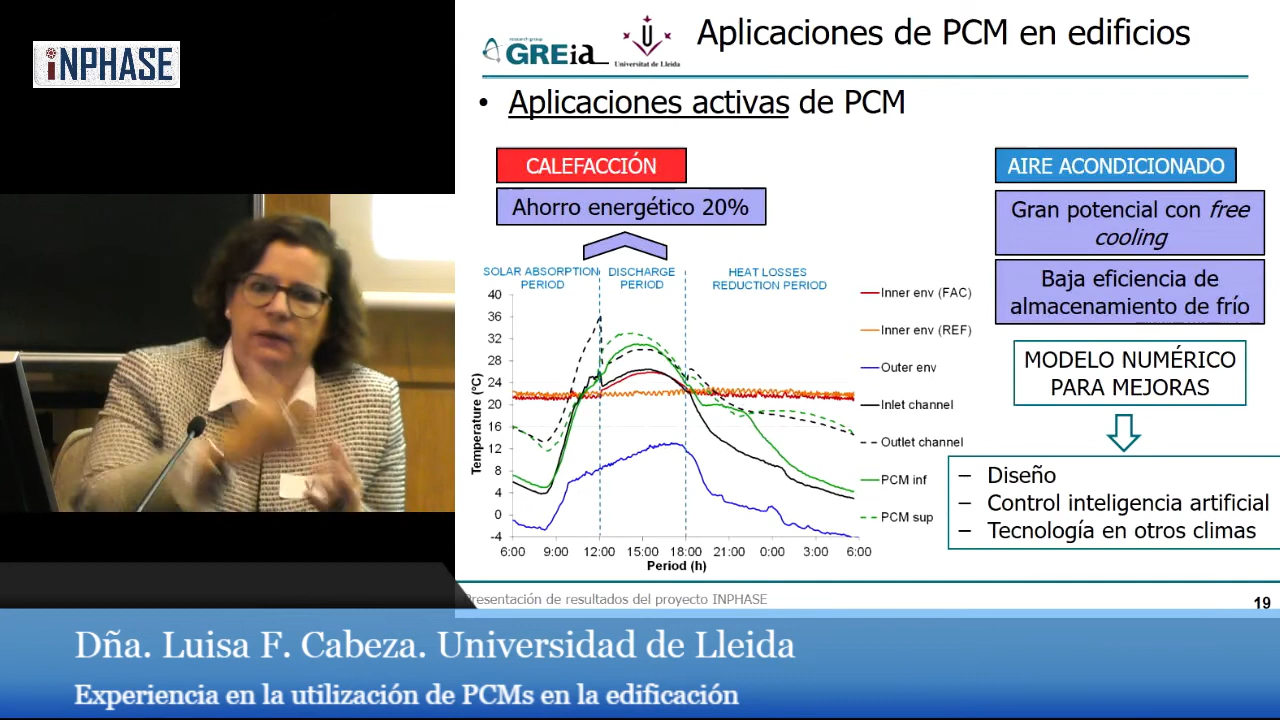 iNPHASE
research group
GREiA
Universitat de Lleida
Aplicaciones de PCM en edificios
• Aplicaciones activas de PCM
CALEFACCIÓN
Ahorro energético 20%
AIRE ACONDICIONADO
Gran potencial con free
cooling
Baja eficiencia de
almacenamiento de frío
MODELO NUMÉRICO
PARA MEJORAS
– Diseño
– Control inteligencia artificial
– Tecnología en otros climas
SOLAR ABSORPTION
PERIOD
DISCHARGE
PERIOD
HEAT LOSSES
REDUCTION PERIOD
Temperature (ºC)
40
36
32
28
24
20
16
12
8
4
0
-4
6:00 9:00 12:00 15:00 18:00 21:00 0:00 3:00 6:00
Period (h)
Inner env (FAC)
Inner env (REF)
Outer env
Inlet channel
Outlet channel
PCM inf
PCM sup
resentación de resultados del proyecto INPHASE
19
Dña. Luisa F. Cabeza. Universidad de Lleida
Experiencia en la utilización de PCMs en la edificación